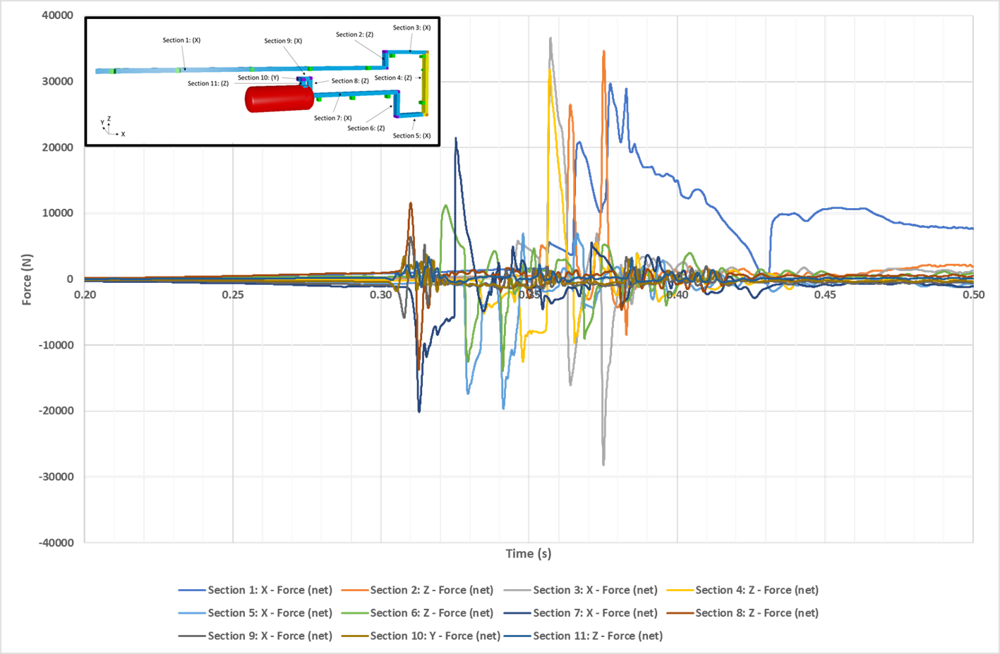 40000
30000
20000
10000
0
-10000
-20000
-30000
-40000
Force (N)
Section 1: (X)
Section 9: (X)
Section 2: (Z)
Section 3: (X)
Section 10: (Y)
Section 11: (Z)
Section 8: (Z)
Section 4: (Z)
Section 7: (X)
Section 6: (Z)
Section 5: (X)
Y Z X
0.20 0.25 0.30 0.35 0.40 0.45 0.50
Time (s)
Section 1: X - Force (net) Section 2: Z - Force (net) Section 3: X - Force (net) Section 4: Z - Force (net)
Section 5: X - Force (net) Section 6: Z - Force (net) Section 7: X - Force (net) Section 8: Z - Force (net)
Section 9: X - Force (net) Section 10: Y - Force (net) Section 11: Z - Force (net)